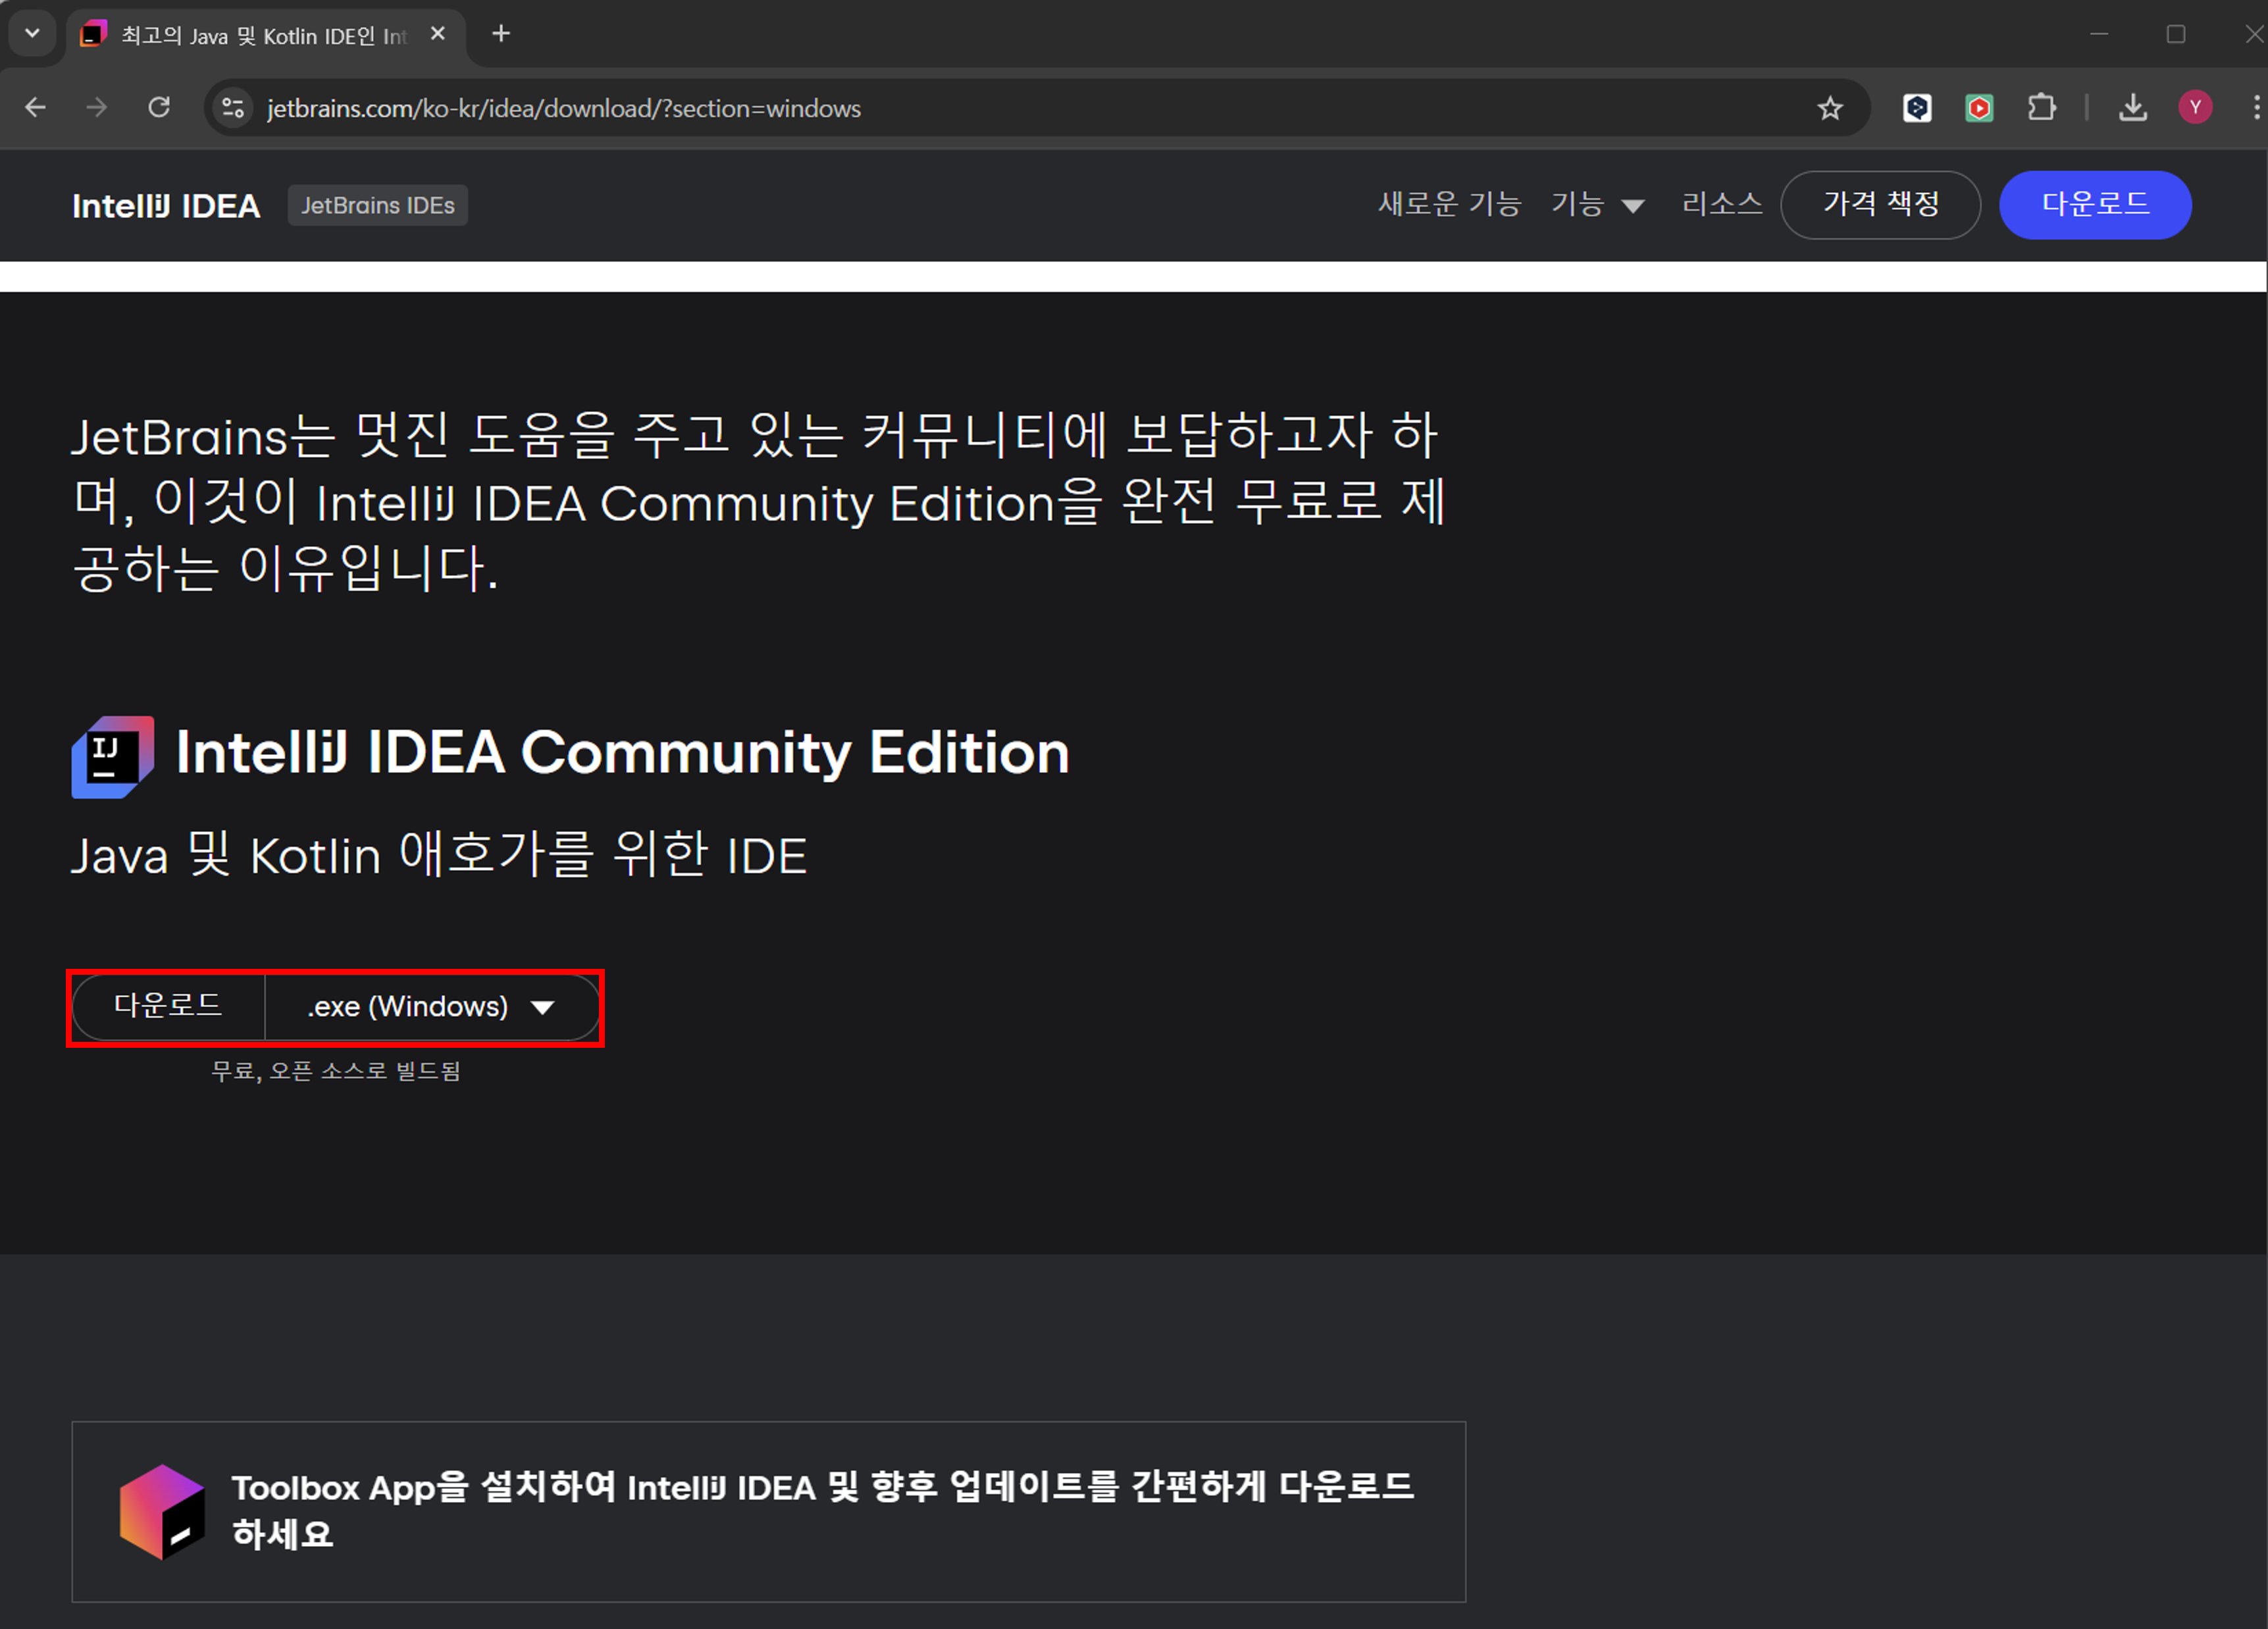 최고의 Java 및 Kotlin IDE인 Int
jetbrains.com/ko-kr/idea/download/?section=windows
Y
IntelliJ IDEA
JetBrains IDEs
새로운 기능
기능
리소스
가격 책정
다운로드
JetBrains는 멋진 도움을 주고 있는 커뮤니티에 보답하고자 하
며, 이것이 IntelliJ IDEA Community Edition을 완전 무료로 제
공하는 이유입니다.
IJ
IntelliJ IDEA Community Edition
Java 및 Kotlin 애호가를 위한 IDE
다운로드
.exe (Windows)
무료, 오픈 소스로 빌드됨
Toolbox App을 설치하여 IntelliJ IDEA 및 향후 업데이트를 간편하게 다운로드
하세요